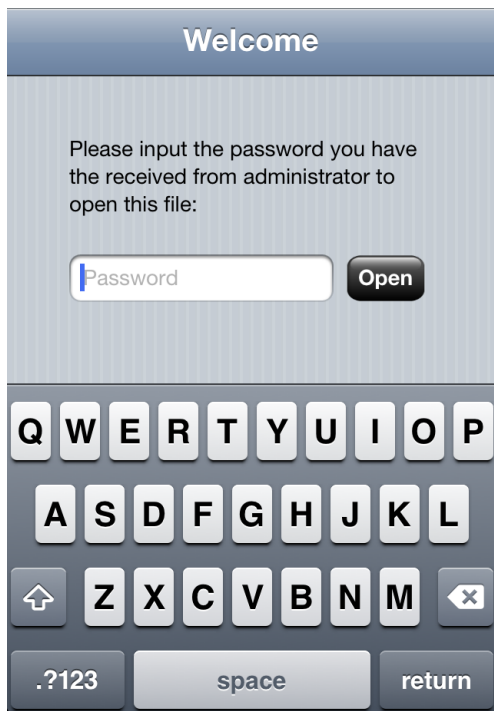 Welcome
Please input the password you have
the received from administrator to
open this file:
Password Open
Q W E R T Y U I O P
A S D F G H J K L
Z X C V B N M
.?123 space return